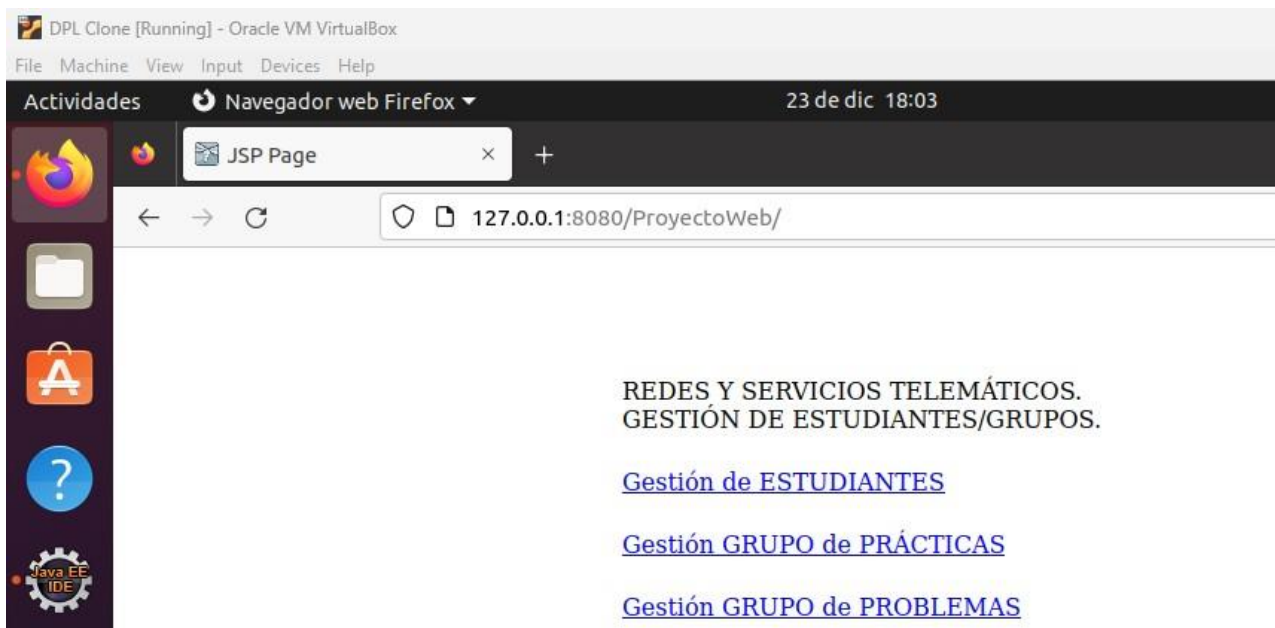 DPL Clone [Running] - Oracle VM VirtualBox
File Machine View Input Devices Help
Actividades Navegador web Firefox 23 de dic 18:03
JSP Page
127.0.0.1:8080/ProyectoWeb/
REDES Y SERVICIOS TELEMÁTICOS.
GESTIÓN DE ESTUDIANTES/GRUPOS.
Gestión de ESTUDIANTES
Gestión GRUPO de PRÁCTICAS
Java EE
IDE
Gestión GRUPO de PROBLEMAS